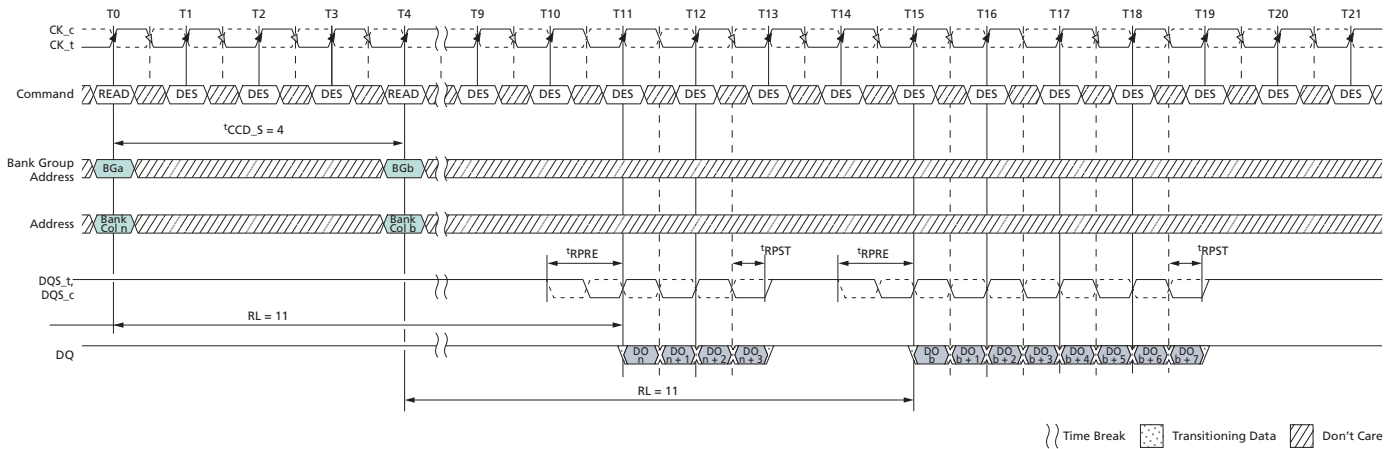 T0 T1 T2 T3 T4 T9 T10 T11 T12 T13 T14 T15 T16 T17 T18 T19 T20 T21
CK_c
CK_t
Command READ DES DES DES READ DES DES DES DES DES DES DES DES DES DES DES DES DES
tCCD_S = 4
Bank Group
Address
BGa BGb
Address
Bank
Col n
Bank
Col b
tRPRE tRPST tRPRE tRPST
DQS_t,
DQS_c
RL = 11
DQ
DO
n
DO
n + 1
DO
n + 2
DO
n + 3
DO
b
DO
b + 1
DO
b + 2
DO
b + 3
DO
b + 4
DO
b + 5
DO
b + 6
DO
b + 7
RL = 11
Time Break Transitioning Data Don't Care